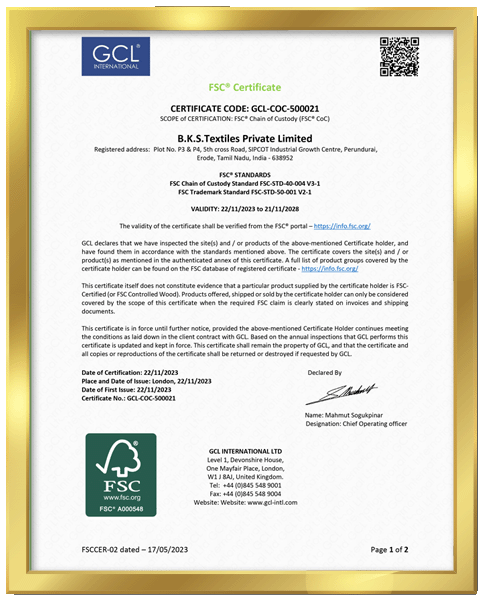 GCL®
INTERNATIONAL
FSC® Certificate
CERTIFICATE CODE: GCL-COC-500021
SCOPE of CERTIFICATION: FSC® Chain of Custody (FSC® CoC)
B.K.S.Textiles Private Limited
Registered address: Plot No. P3 & P4, 5th cross Road, SIPCOT Industrial Growth Centre, Perundurai,
Erode, Tamil Nadu, India - 638952
FSC® STANDARDS
FSC Chain of Custody Standard FSC-STD-40-004 V3-1
FSC Trademark Standard FSC-STD-50-001 V2-1
VALIDITY: 22/11/2023 to 21/11/2028
The validity of the certificate shall be verified from the FSC® portal – https://info.fsc.org/
GCL declares that we have inspected the site(s) and / or products of the above-mentioned Certificate holder, and
have found them in accordance with the standards mentioned above. The certificate covers the site(s) and / or
product(s) as mentioned in the authenticated annex of this certificate. A full list of product groups covered by the
certificate holder can be found on the FSC database of registered certificate - https://info.fsc.org/
This certificate itself does not constitute evidence that a particular product supplied by the certificate holder is FSC-
Certified (or FSC Controlled Wood). Products offered, shipped or sold by the certificate holder can only be considered
covered by the scope of this certificate when the required FSC claim is clearly stated on invoices and shipping
documents.
This certificate is in force until further notice, provided the above-mentioned Certificate Holder continues meeting
the conditions as laid down in the client contract with GCL. Based on the annual inspections that GCL performs this
certificate is updated and kept in force. This certificate shall remain the property of GCL, and that the certificate and
all copies or reproductions of the certificate shall be returned or destroyed if requested by GCL.
Date of Certification: 22/11/2023
Place and Date of Issue: London, 22/11/2023
Date of First Issue: 22/11/2023
Certificate No.: GCL-COC-500021
Declared By
Name: Mahmut Sogukpinar
Designation: Chief Operating officer
FSC
www.fsc.org
FSC® A000548
GCL INTERNATIONAL LTD
Level 1, Devonshire House,
One Mayfair Place, London,
W1 J 8AJ, United Kingdom.
Tel: +44 (0)845 548 9001
Fax: +44 (0)845 548 9004
Website: Website: www.gcl-intl.com
FSCCER-02 dated – 17/05/2023
Page 1 of 2